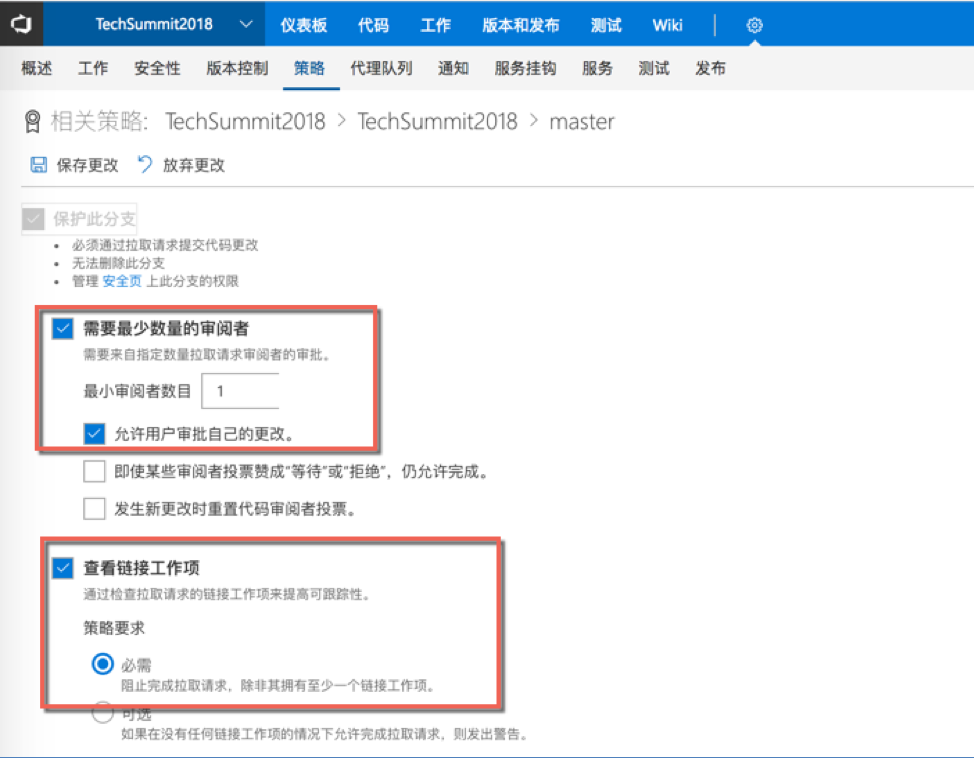 TechSummit2018 仪表板 代码 工作 版本和发布 测试 Wiki
概述 工作 安全性 版本控制 策略 代理队列 通知 服务挂钩 服务 测试 发布
相关策略: TechSummit2018 > TechSummit2018 > master
保存更改 放弃更改
保护此分支
• 必须通过拉取请求提交代码更改
• 无法删除此分支
• 管理 安全页 上此分支的权限
需要最少数量的审阅者
需要来自指定数量拉取请求审阅者的审批。
最小审阅者数目 1
允许用户审批自己的更改。
即使某些审阅者投票赞成“等待”或“拒绝”，仍允许完成。
发生新更改时重置代码审阅者投票。
查看链接工作项
通过检查拉取请求的链接工作项来提高可跟踪性。
策略要求
必需
阻止完成拉取请求，除非其拥有至少一个链接工作项。
可选
如果在没有任何链接工作项的情况下允许完成拉取请求，则发出警告。